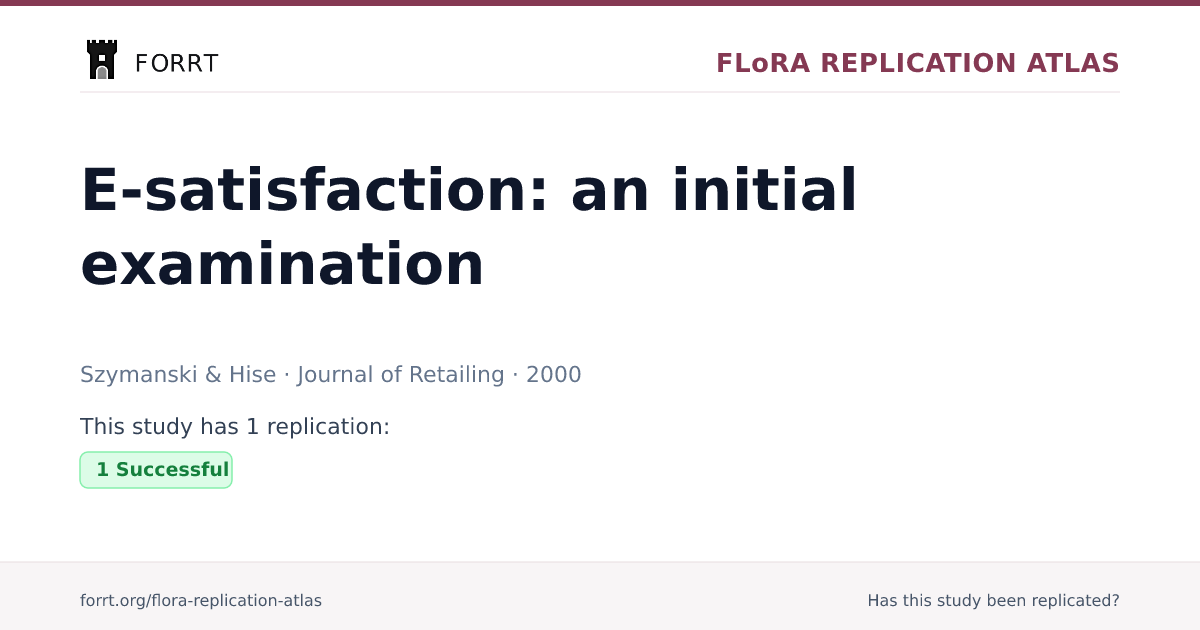 FORRT
FLoRA REPLICATION ATLAS
E-satisfaction: an initial
examination
Szymanski & Hise · Journal of Retailing · 2000
This study has 1 replication:
1 Successful
forrt.org/flora-replication-atlas
Has this study been replicated?